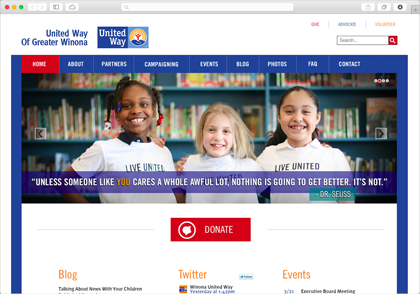 GIVE
ADVOCATE
VOLUNTEER
United Way
Of Greater Winona
United
Way
Search...
HOME
ABOUT
PARTNERS
CAMPAIGNING
EVENTS
BLOG
PHOTOS
FAQ
CONTACT
LIVE UNITED
LIVE UNITED
"UNLESS SOMEONE LIKE YOU CARES A WHOLE AWFUL LOT, NOTHING IS GOING TO GET BETTER. IT'S NOT."
- DR. SEUSS
DONATE
Blog
Talking About News With Your Children
Twitter
Winona United Way
Yesterday at 1:42pm
Events
3/21 Executive Board Meeting